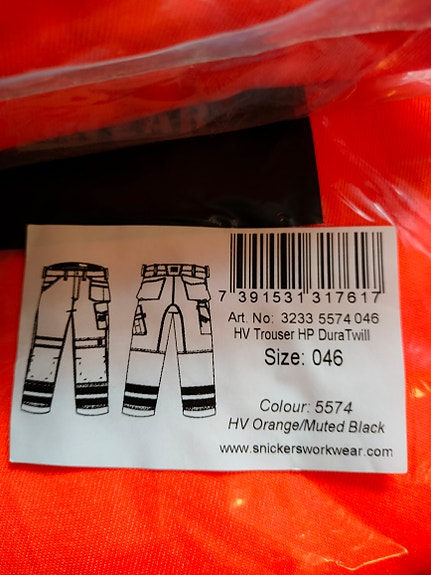 7 391531 317617
Art. No: 3233 5574 046
HV Trouser HP DuraTwill
Size: 046
Colour: 5574
HV Orange/Muted Black
www.snickersworkwear.com